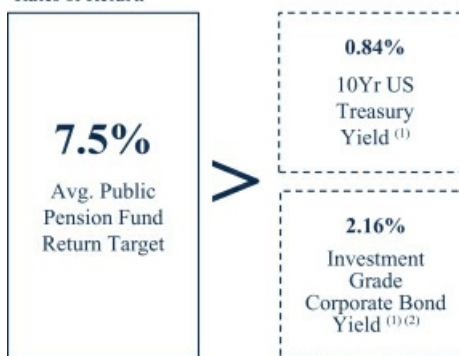 7.5%
Avg. Public
Pension Fund
Return Target
>
0.84%
10Yr US
Treasury
Yield (1)
2.16%
Investment
Grade
Corporate Bond
Yield (1) (2)